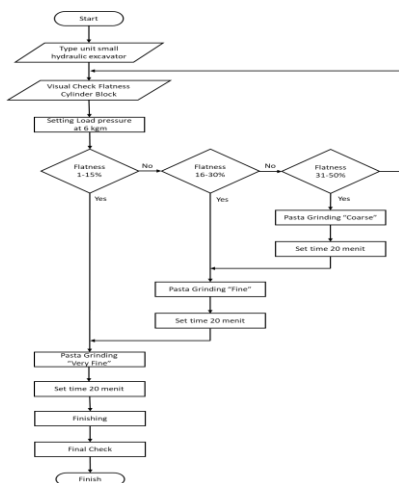 Start
Type unit small
hydraulic excavator
Visual Check Flatness
Cylinder Block
Setting Load pressure
at 6 kgm
Flatness
1-15%
No
Flatness
16-30%
No
Flatness
31-50%
Yes
Yes
Yes
Pasta Grinding "Coarse"
Set time 20 menit
Pasta Grinding "Fine"
Set time 20 menit
Pasta Grinding
"Very Fine"
Set time 20 menit
Finishing
Final Check
Finish